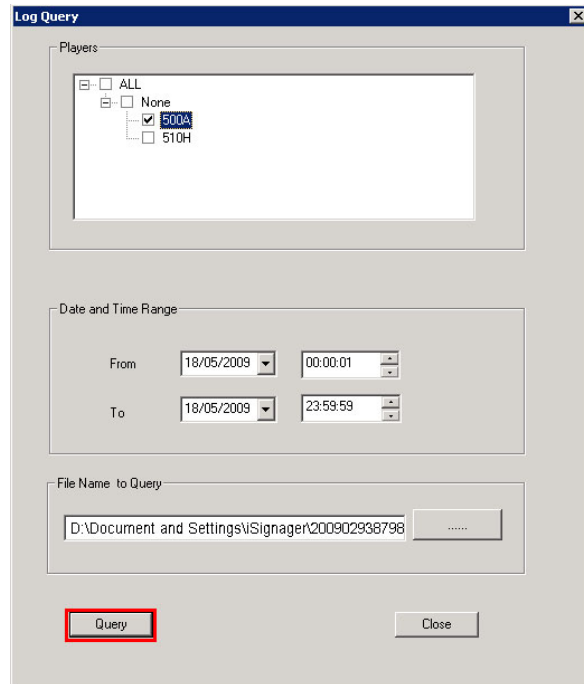 Log Query
Players
ALL
None
500A
510H
Date and Time Range
From 18/05/2009 00:00:01
To 18/05/2009 23:59:59
File Name to Query
D:\Document and Settings\iSignager\200902938798 ......
Query Close